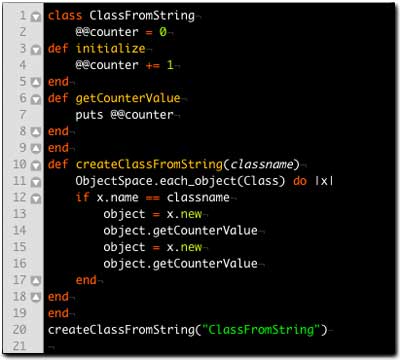 1 class ClassFromString
2     @@counter = 0
3 def initialize
4     @@counter += 1
5 end
6 def getCounterValue
7     puts @@counter
8 end
9 end
10 def createClassFromString(classname)
11     ObjectSpace.each_object(Class) do |x|
12     if x.name == classname
13         object = x.new
14         object.getCounterValue
15         object = x.new
16         object.getCounterValue
17     end
18 end
19 end
20 createClassFromString("ClassFromString")
21